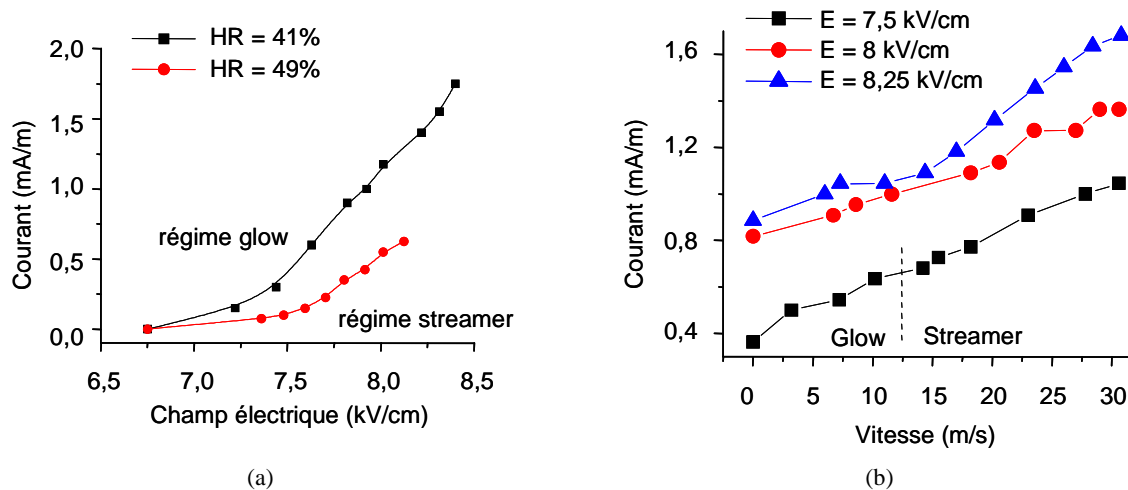 HR = 41%
HR = 49%
2,0
1.5
1.0
0.5
0.0
régime glow
régime streamer
6,5 7,0 7,5 8,0 8,5
Champ électrique (kV/cm)
Courant (mA/m)
(a)
E = 7,5 kV/cm
E = 8 kV/cm
E = 8,25 kV/cm
1,6
1,2
0,8
0,4
Glow Streamer
0 5 10 15 20 25 30
Vitesse (m/s)
Courant (mA/m)
(b)